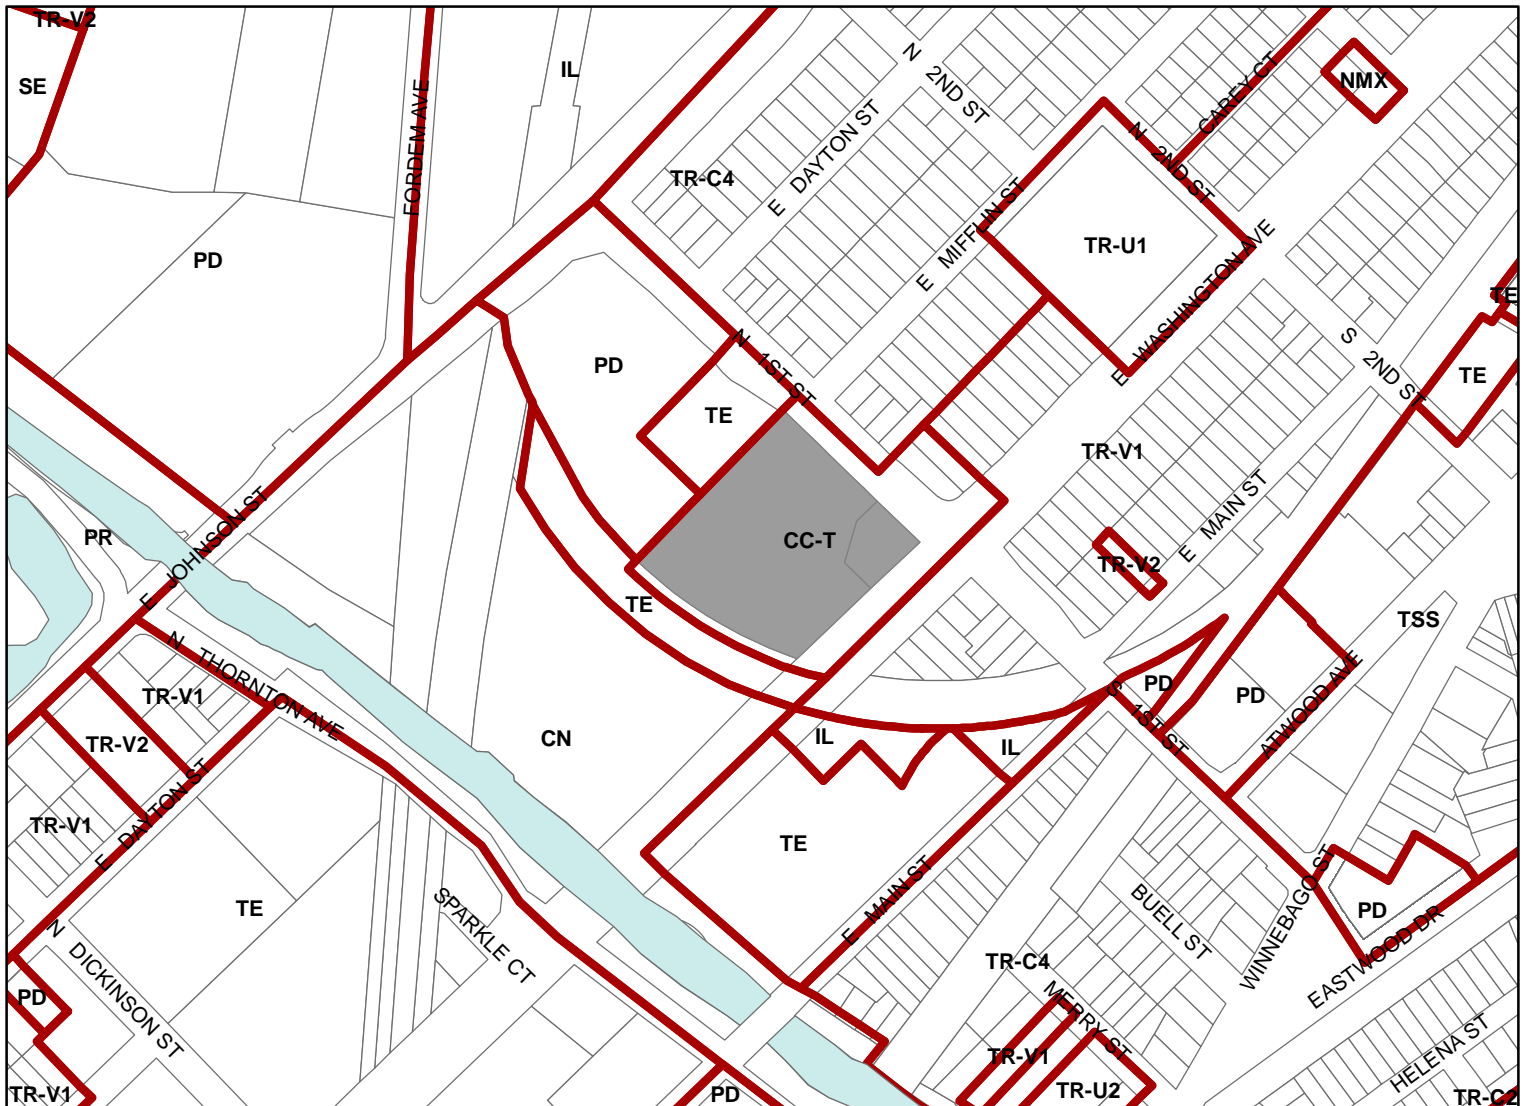 TR-V2
SE
IL
FORDEM AVE
N 2ND ST
CAREY CT
NMX
E DAYTON ST
TR-C4
N 2ND ST
E MIFFLIN ST
TR-U1
PD
E WASHINGTON AVE
TE
PD
N 1ST ST
S 2ND ST
TE
TE
TR-V1
E MAIN ST
PR
E JOHNSON ST
CC-T
TR-V2
TE
TSS
N THORNTON AVE
TR-V1
PD
PD
S 1ST ST
ATWOOD AVE
TR-V2
CN
IL
IL
E DAYTON ST
TR-V1
TE
E MAIN ST
WINNEBAGO ST
TE
SPARKLE CT
BUELL ST
PD
EASTWOOD DR
N DICKINSON ST
TR-C4
PD
MERRY ST
TR-V1
HELENA ST
TR-V1
PD
TR-U2
TR-C2